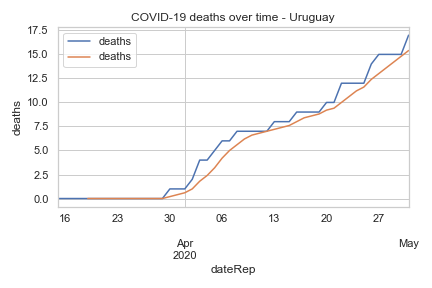 COVID-19 deaths over time - Uruguay
deaths
deaths
deaths
17.5
15.0
12.5
10.0
7.5
5.0
2.5
0.0
16 23 30 06 13 20 27
Apr May
2020
dateRep